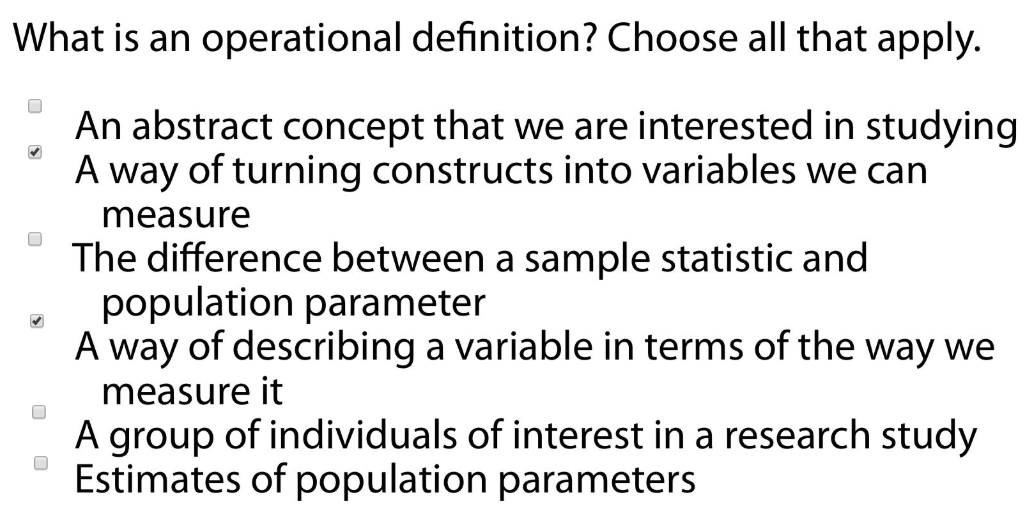 What is an operational definition? Choose all that apply.
An abstract concept that we are interested in studying
A way of turning constructs into variables we can
measure
The difference between a sample statistic and
population parameter
A way of describing a variable in terms of the way we
measure it
A group of individuals of interest in a research study
Estimates of population parameters